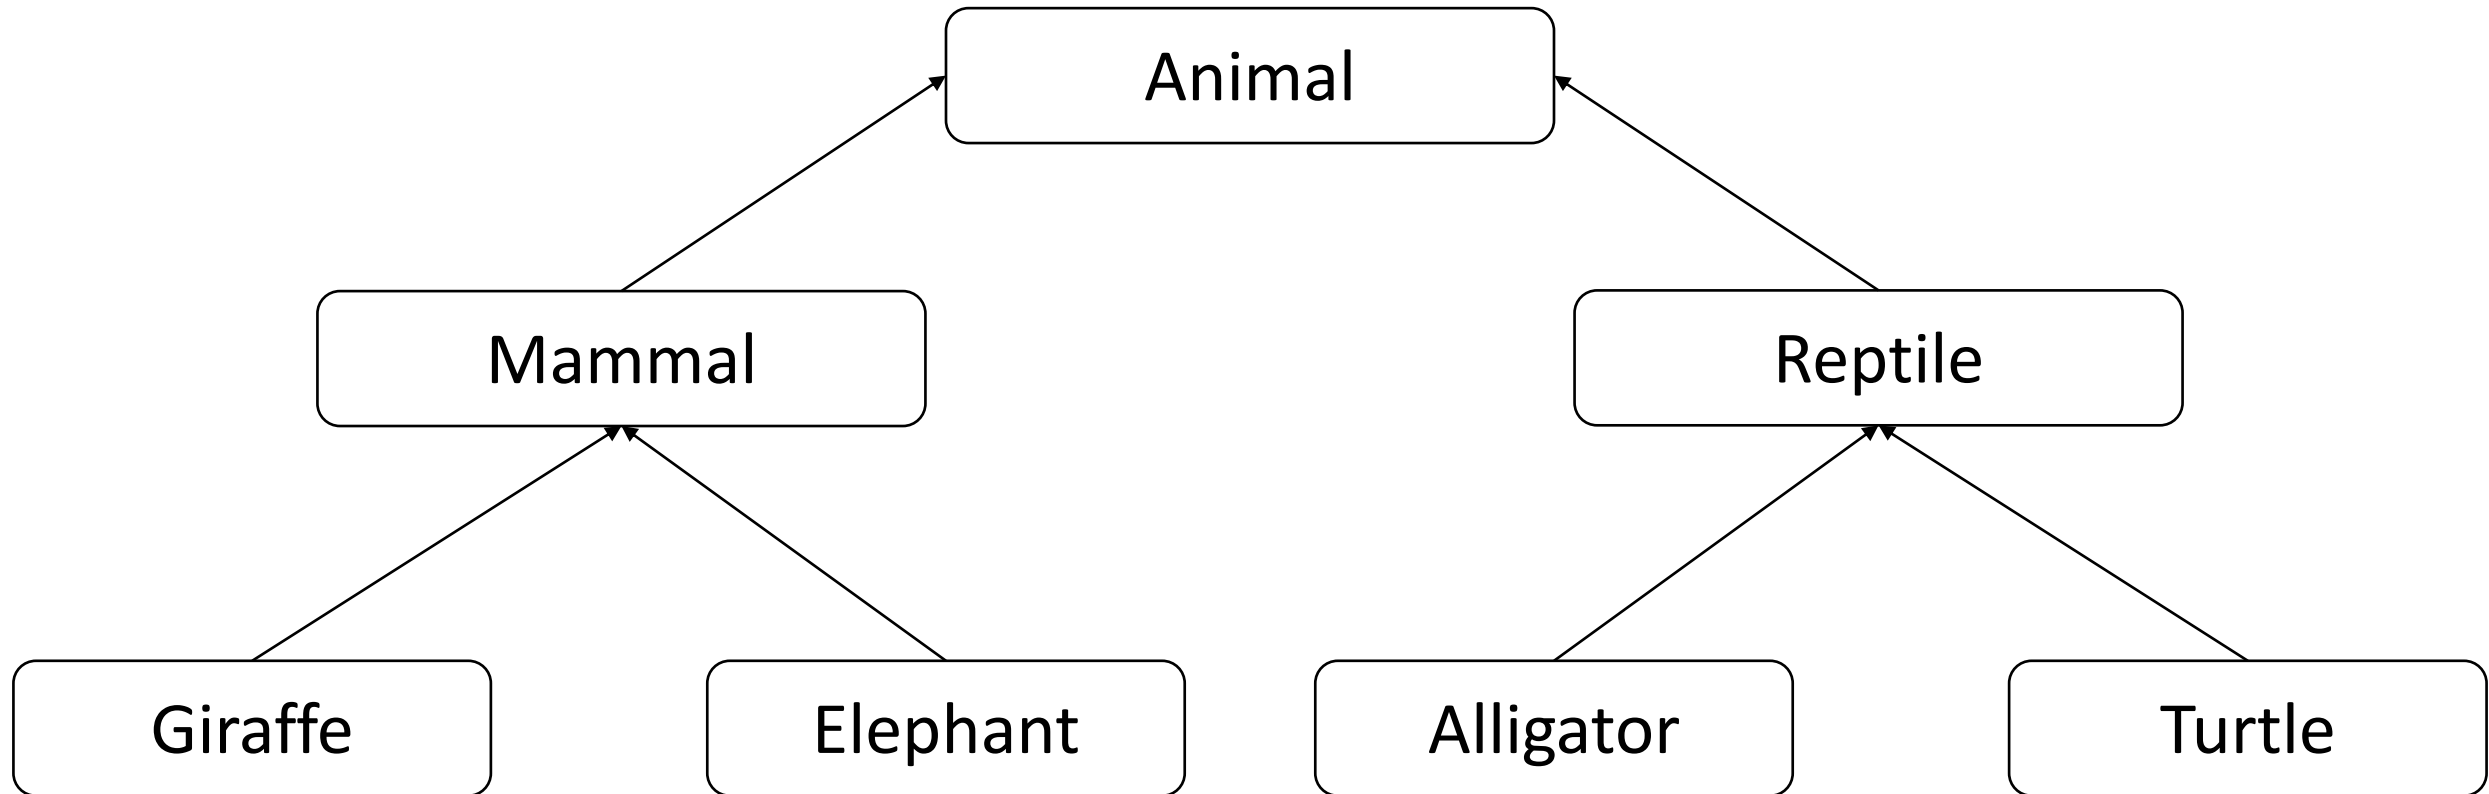 Animal
Mammal
Reptile
Giraffe
Elephant
Alligator
Turtle